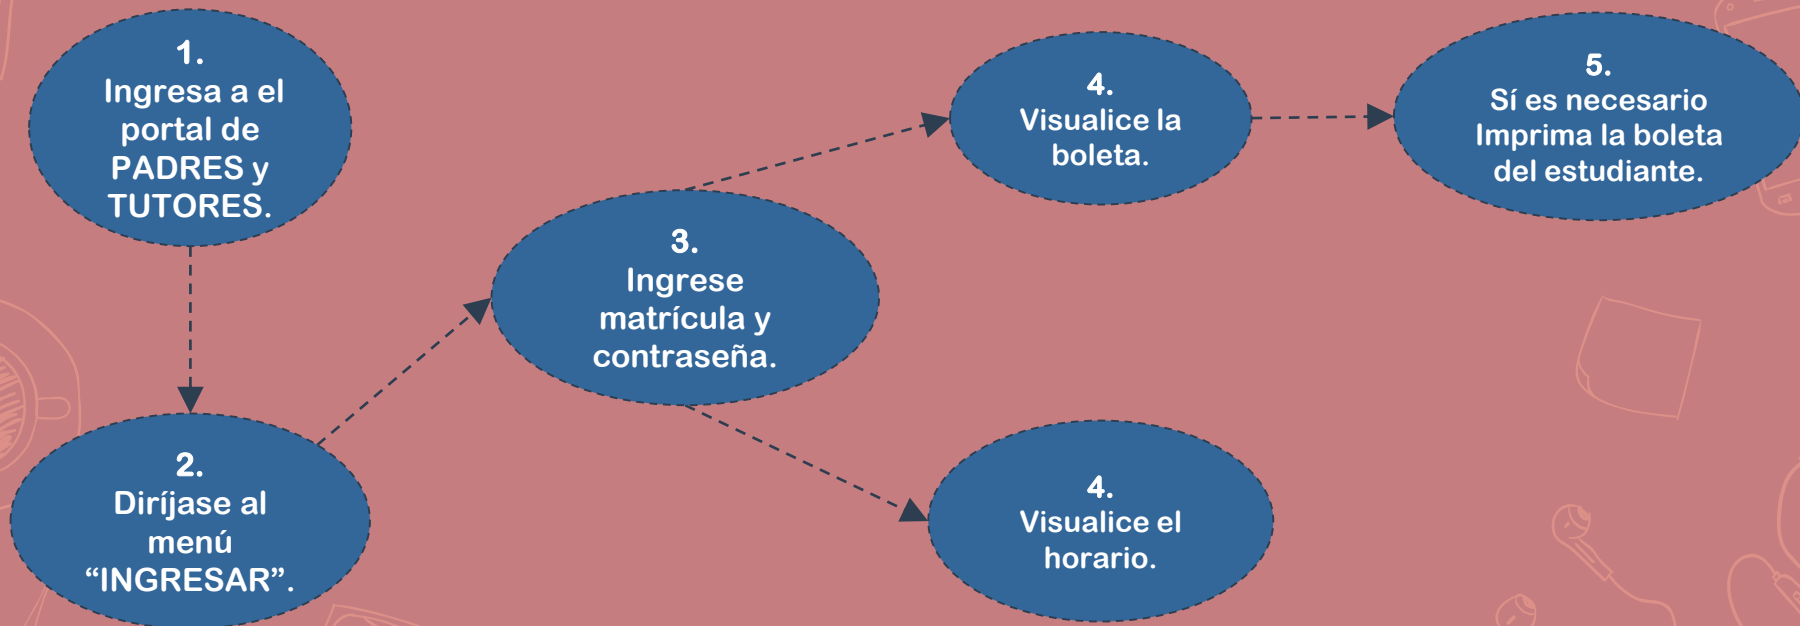 1.
Ingresa a el
portal de
PADRES y
TUTORES.
2.
Diríjase al
menú
“INGRESAR”.
3.
Ingrese
matrícula y
contraseña.
4.
Visualice la
boleta.
5.
Sí es necesario
Imprima la boleta
del estudiante.
4.
Visualice el
horario.